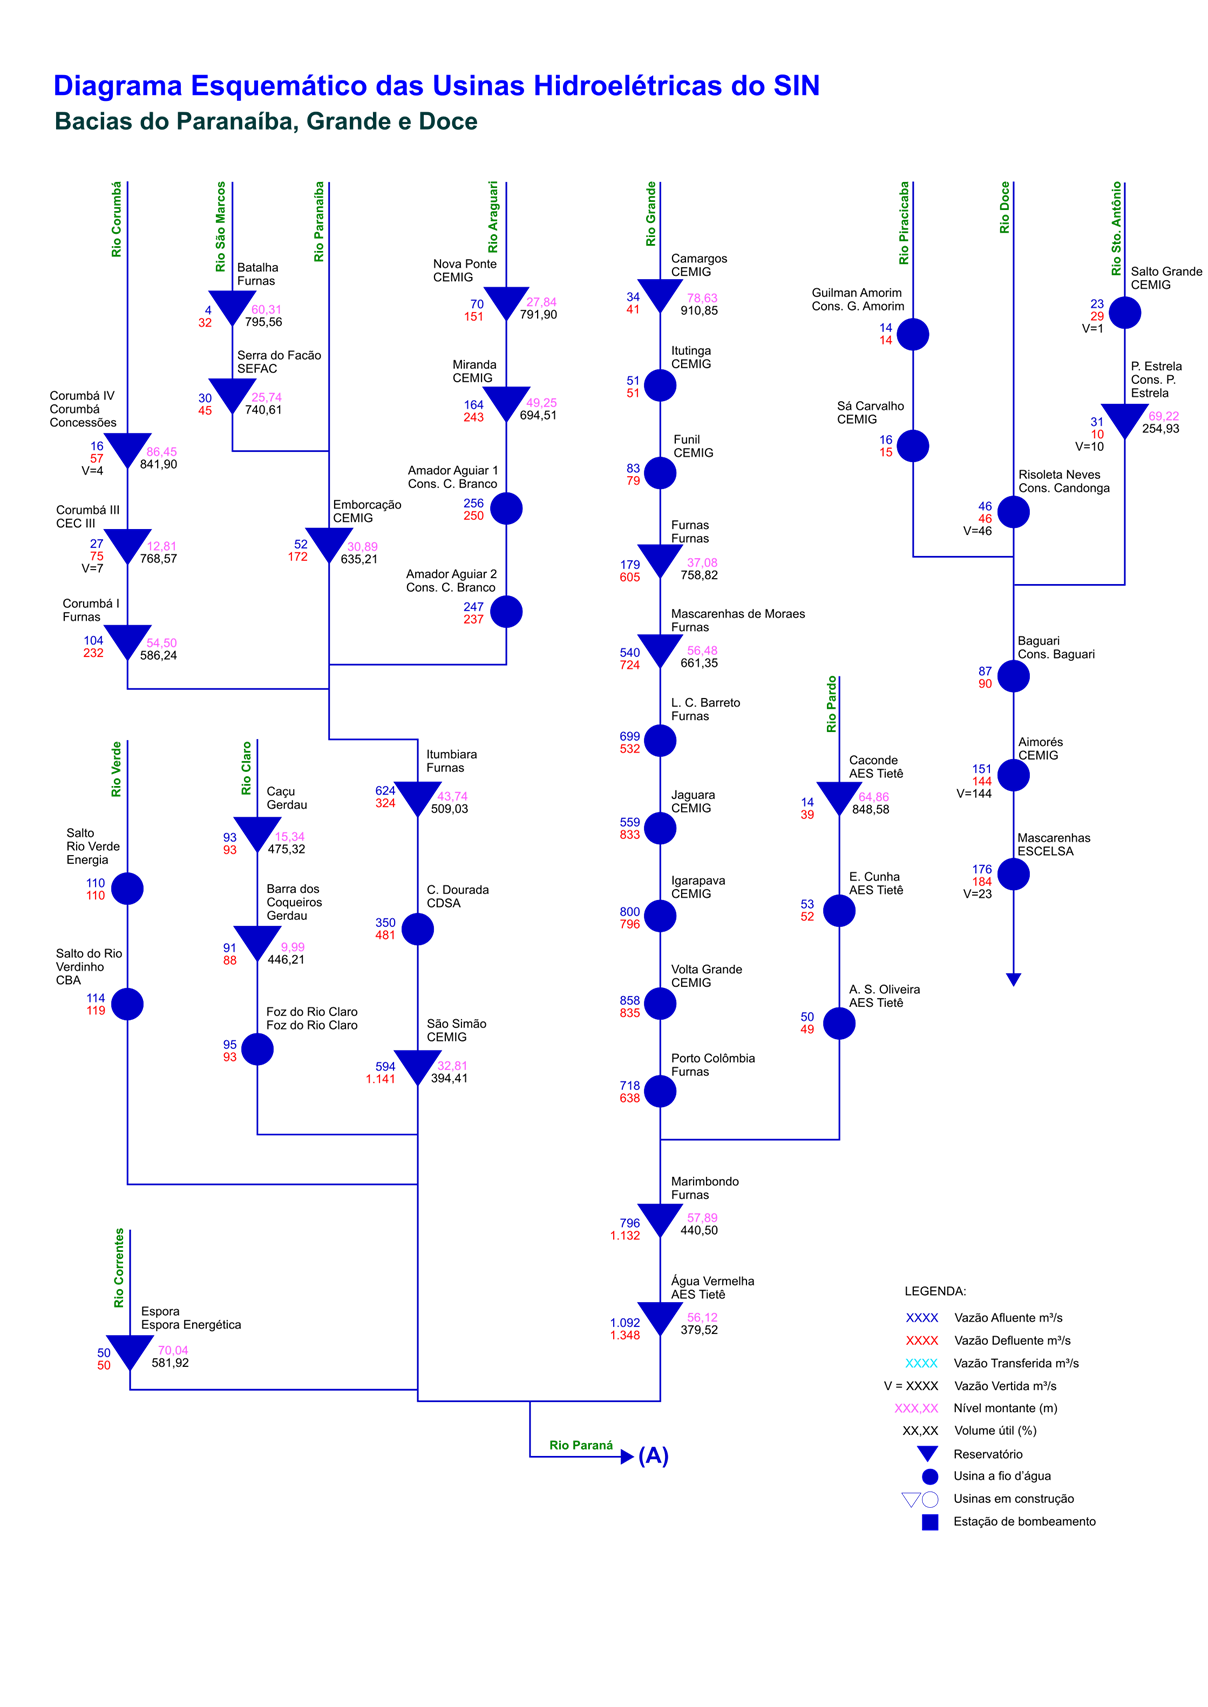 Diagrama Esquemático das Usinas Hidroelétricas do SIN
Bacias do Paranaíba, Grande e Doce
Rio Corumbá
Corumbá IV
Corumbá
Concessões
16
57
V=4
86,45
841,90
Corumbá III
CEC III
27
75
V=7
12,81
768,57
Corumbá I
Furnas
104
232
54,50
586,24
Rio São Marcos
Batalha
Furnas
4
32
60,31
795,56
Serra do Facão
SEFAC
30
45
25,74
740,61
Rio Paranaíba
Emborcação
CEMIG
52
172
30,89
635,21
Rio Araguari
Nova Ponte
CEMIG
70
151
27,84
791,90
Miranda
CEMIG
164
243
49,25
694,51
Amador Aguiar 1
Cons. C. Branco
256
250
Amador Aguiar 2
Cons. C. Branco
247
237
Itumbiara
Furnas
624
324
43,74
509,03
C. Dourada
CDSA
350
481
São Simão
CEMIG
594
1.141
32,81
394,41
Rio Verde
Salto
Rio Verde
Energia
110
110
Salto do Rio
Verdinho
CBA
114
119
Rio Claro
Caçu
Gerdau
93
93
15,34
475,32
Barra dos
Coqueiros
Gerdau
91
88
9,99
446,21
Foz do Rio Claro
Foz do Rio Claro
95
93
Rio Correntes
Espora
Espora Energética
50
50
70,04
581,92
Rio Grande
Camargos
CEMIG
34
41
78,63
910,85
Itutinga
CEMIG
51
51
Funil
CEMIG
83
79
Furnas
Furnas
179
605
37,08
758,82
Mascarenhas de Moraes
Furnas
540
724
56,48
661,35
L. C. Barreto
Furnas
699
532
Jaguara
CEMIG
559
833
Igarapava
CEMIG
800
796
Volta Grande
CEMIG
858
835
Porto Colômbia
Furnas
718
638
Rio Pardo
Caconde
AES Tietê
14
39
64,86
848,58
E. Cunha
AES Tietê
53
52
A. S. Oliveira
AES Tietê
50
49
Marimbondo
Furnas
796
1.132
57,89
440,50
Água Vermelha
AES Tietê
1.092
1.348
56,12
379,52
Rio Paraná
(A)
Rio Piracicaba
Guilman Amorim
Cons. G. Amorim
14
14
Sá Carvalho
CEMIG
16
15
Rio Doce
Risoleta Neves
Cons. Candonga
46
46
V=46
Rio Sto. Antônio
Salto Grande
CEMIG
23
29
V=1
P. Estrela
Cons. P.
Estrela
31
10
V=10
69,22
254,93
Baguari
Cons. Baguari
87
90
Aimorés
CEMIG
151
144
V=144
Mascarenhas
ESCELSA
176
184
V=23
LEGENDA:
XXXX Vazão Afluente m³/s
XXXX Vazão Defluente m³/s
XXXX Vazão Transferida m³/s
V = XXXX Vazão Vertida m³/s
XXX,XX Nível montante (m)
XX,XX Volume útil (%)
Reservatório
Usina a fio d'água
Usinas em construção
Estação de bombeamento